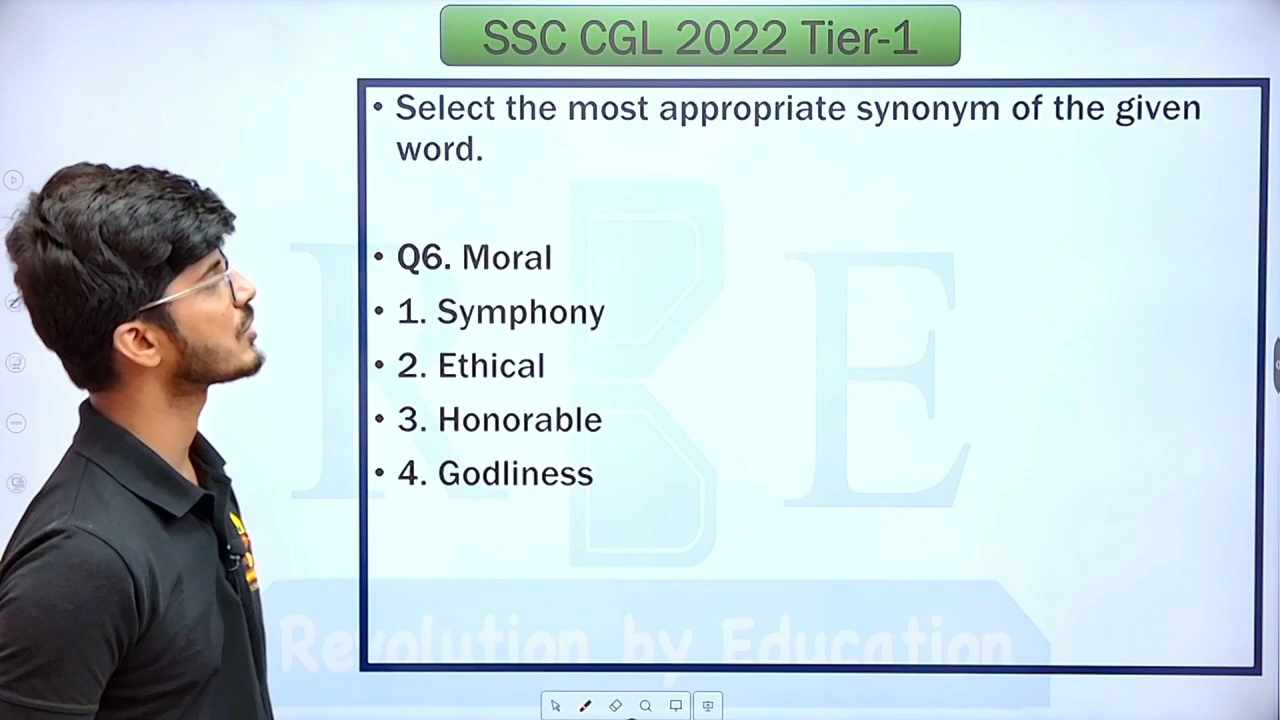 SSC CGL 2022 Tier-1
• Select the most appropriate synonym of the given
word.
• Q6. Moral
• 1. Symphony
• 2. Ethical
• 3. Honorable
• 4. Godliness
K B E
Revolution by Education